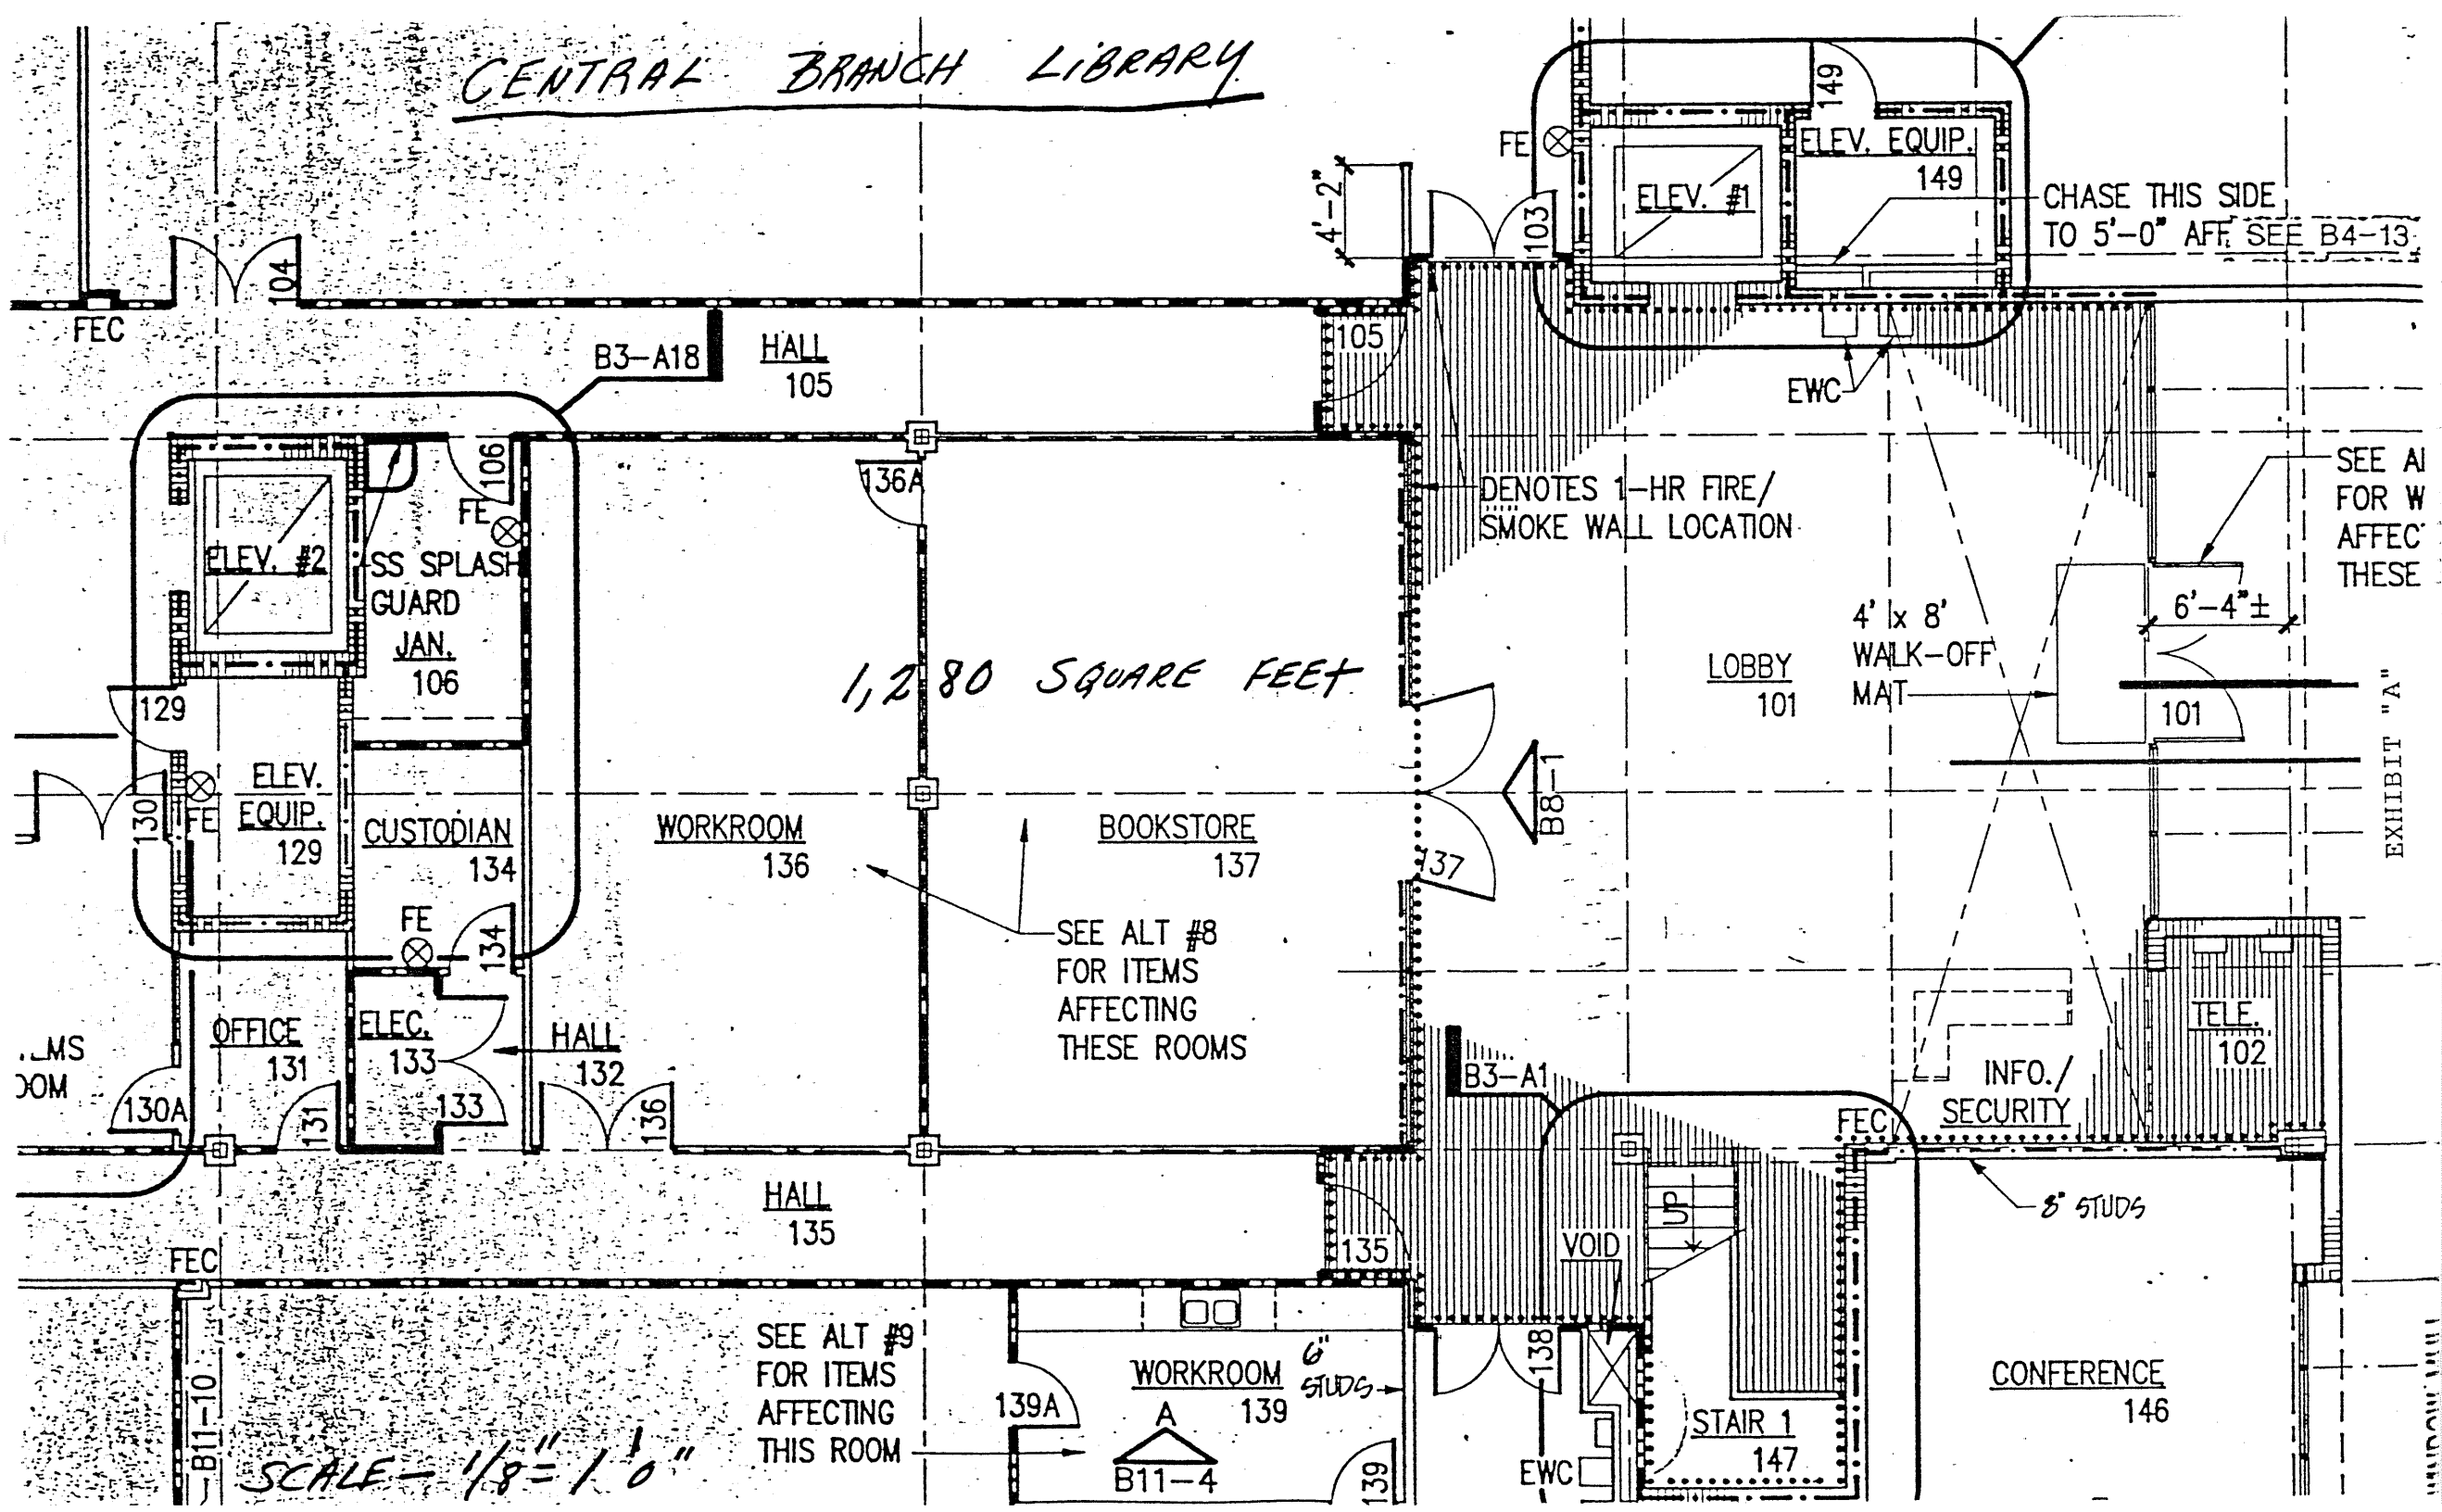 CENTRAL BRANCH LiBRARY
149
FE
ELEV. EQUIP.
149
ELEV. #1
4'-2"
103
CHASE THIS SIDE
TO 5'-0" AFF, SEE B4-13
104
FEC
B3-A18
HALL
105
105
EWC
106
136A
FE
DENOTES 1-HR FIRE/
SMOKE WALL LOCATION
SEE
FOR W
AFFEC
THESE
ELEV. #2
SS SPLASH
GUARD
JAN.
106
4' x 8'
WALK-OFF
MAT
6'-4"±
1,280 SQUARE FEET
LOBBY
101
129
101
EXHIBIT "A"
ELEV.
EQUIP.
129
130
FE
CUSTODIAN
134
WORKROOM
136
BOOKSTORE
137
B8-1
137
FE
134
SEE ALT #8
FOR ITEMS
AFFECTING
THESE ROOMS
OFFICE
131
ELEC.
133
HALL
132
LMS
OOM
130A
131
133
136
B3-A1
TELE.
102
INFO./
SECURITY
FEC
HALL
135
135
UP
VOID
8" STUDS
FEC
SEE ALT #9
FOR ITEMS
AFFECTING
THIS ROOM
139A
WORKROOM
139
6"
STUDS
A
B11-4
139
138
EWC
STAIR 1
147
CONFERENCE
146
B11-10
SCALE - 1/8" = 1'0"